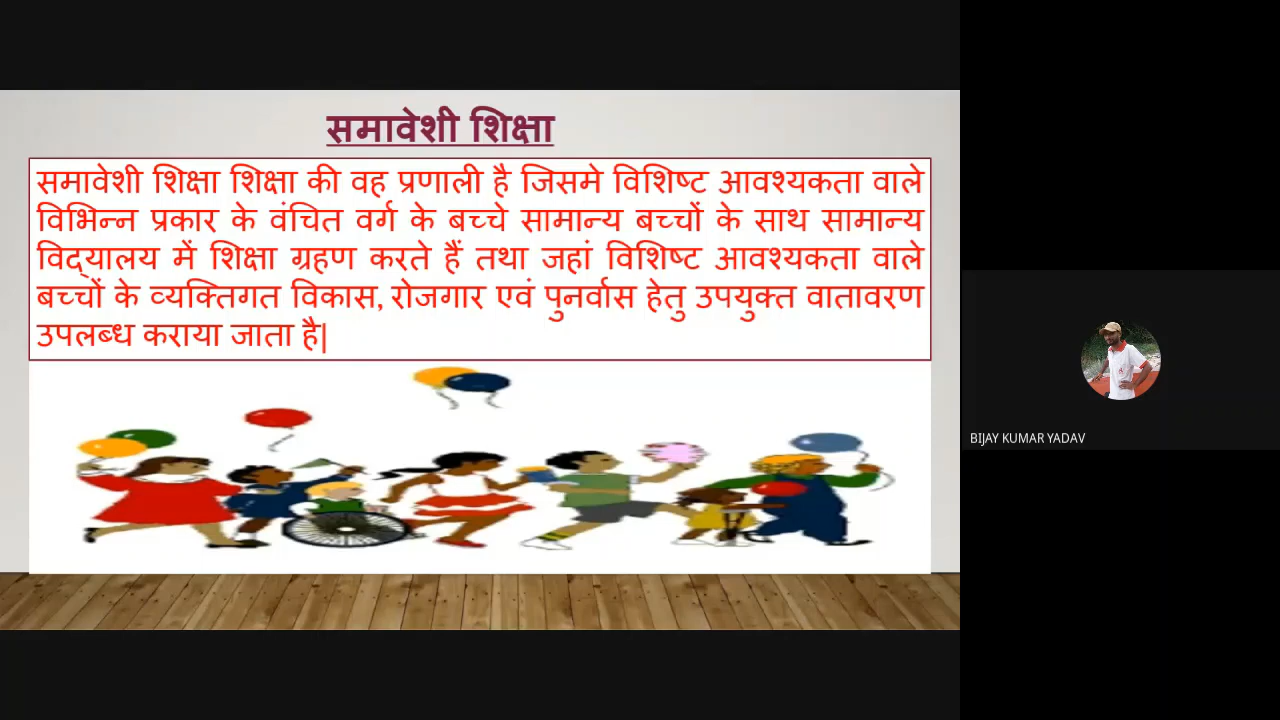 समावेशी शिक्षा
समावेशी शिक्षा शिक्षा की वह प्रणाली है जिसमे विशिष्ट आवश्यकता वाले
विभिन्न प्रकार के वंचित वर्ग के बच्चे सामान्य बच्चों के साथ सामान्य
विद्यालय में शिक्षा ग्रहण करते हैं तथा जहां विशिष्ट आवश्यकता वाले
बच्चों के व्यक्तिगत विकास, रोजगार एवं पुनर्वास हेतु उपयुक्त वातावरण
उपलब्ध कराया जाता है|
BIJAY KUMAR YADAV